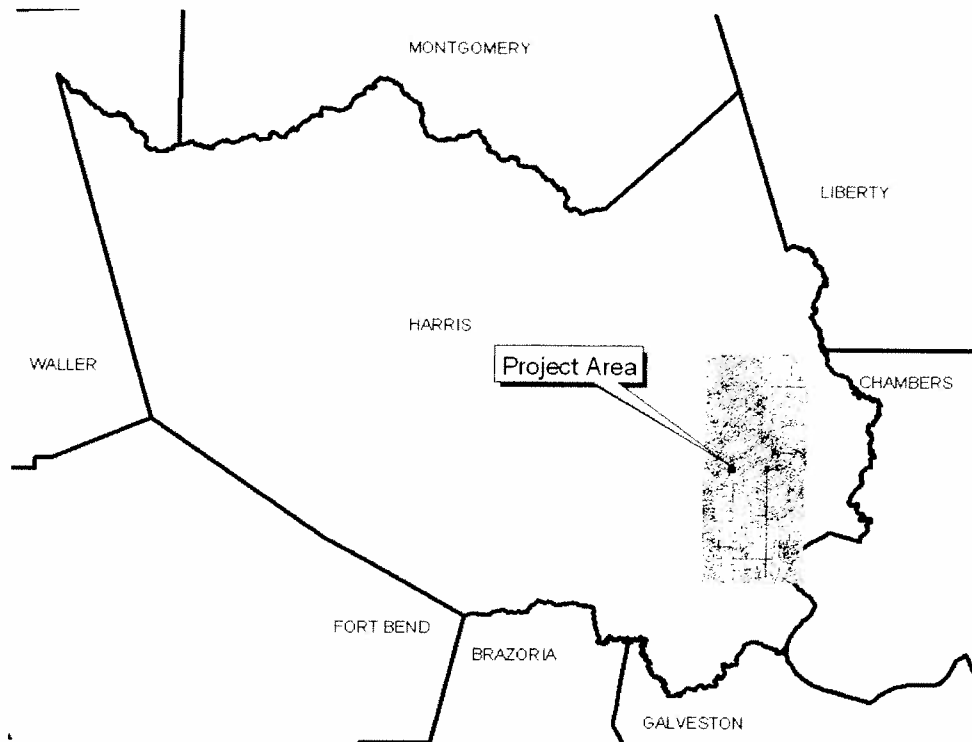 MONTGOMERY
LIBERTY
HARRIS
WALLER
Project Area
CHAMBERS
FORT BEND
BRAZORIA
GALVESTON